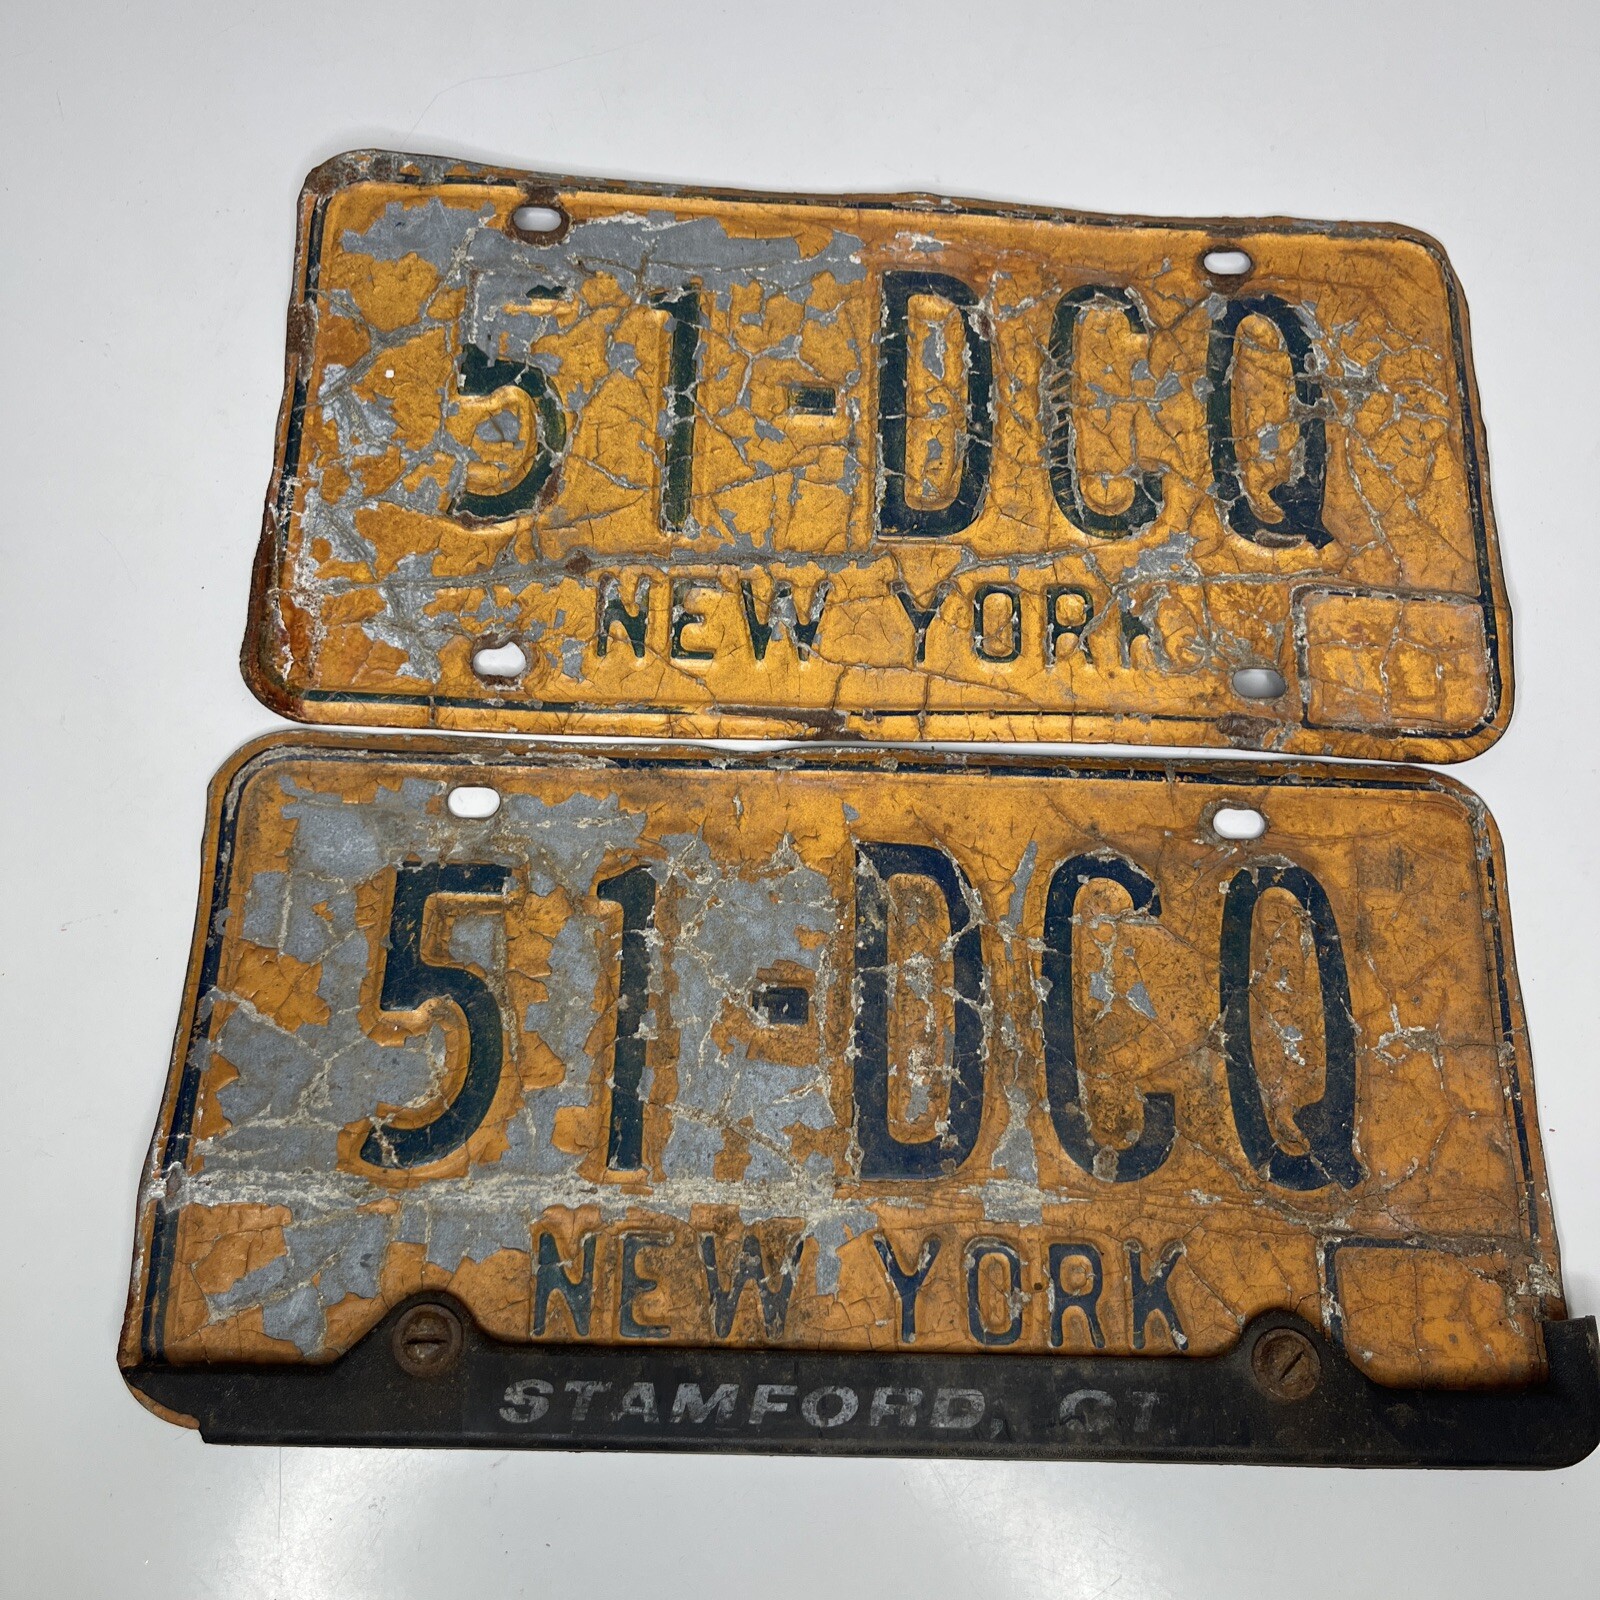 51-DCQ
NEW YORK
51-DCQ
NEW YORK
STAMFORD, CT